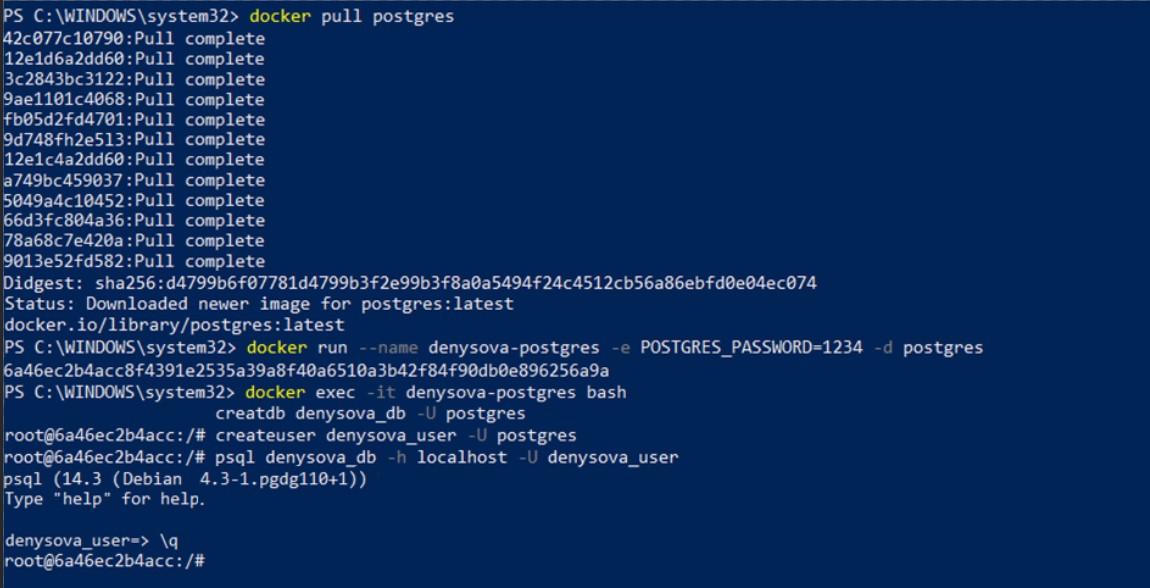 PS C:\WINDOWS\system32> docker pull postgres
42c077c10790:Pull complete
12e1d6a2dd60:Pull complete
3c2843bc3122:Pull complete
9ae1101c4068:Pull complete
fb05d2fd4701:Pull complete
9d748fh2e5l3:Pull complete
12e1c4a2dd60:Pull complete
a749bc459037:Pull complete
5049a4c10452:Pull complete
66d3fc804a36:Pull complete
78a68c7e420a:Pull complete
9013e52fd582:Pull complete
Didgest: sha256:d4799b6f07781d4799b3f2e99b3f8a0a5494f24c4512cb56a86ebfd0e04ec074
Status: Downloaded newer image for postgres:latest
docker.io/library/postgres:latest
PS C:\WINDOWS\system32> docker run --name denysova-postgres -e POSTGRES_PASSWORD=1234 -d postgres
6a46ec2b4acc8f4391e2535a39a8f40a6510a3b42f84f90db0e896256a9a
PS C:\WINDOWS\system32> docker exec -it denysova-postgres bash
creatdb denysova_db -U postgres
root@6a46ec2b4acc:/# createuser denysova_user -U postgres
root@6a46ec2b4acc:/# psql denysova_db -h localhost -U denysova_user
psql (14.3 (Debian  4.3-1.pgdg110+1))
Type "help" for help.
denysova_user=> \q
root@6a46ec2b4acc:/#